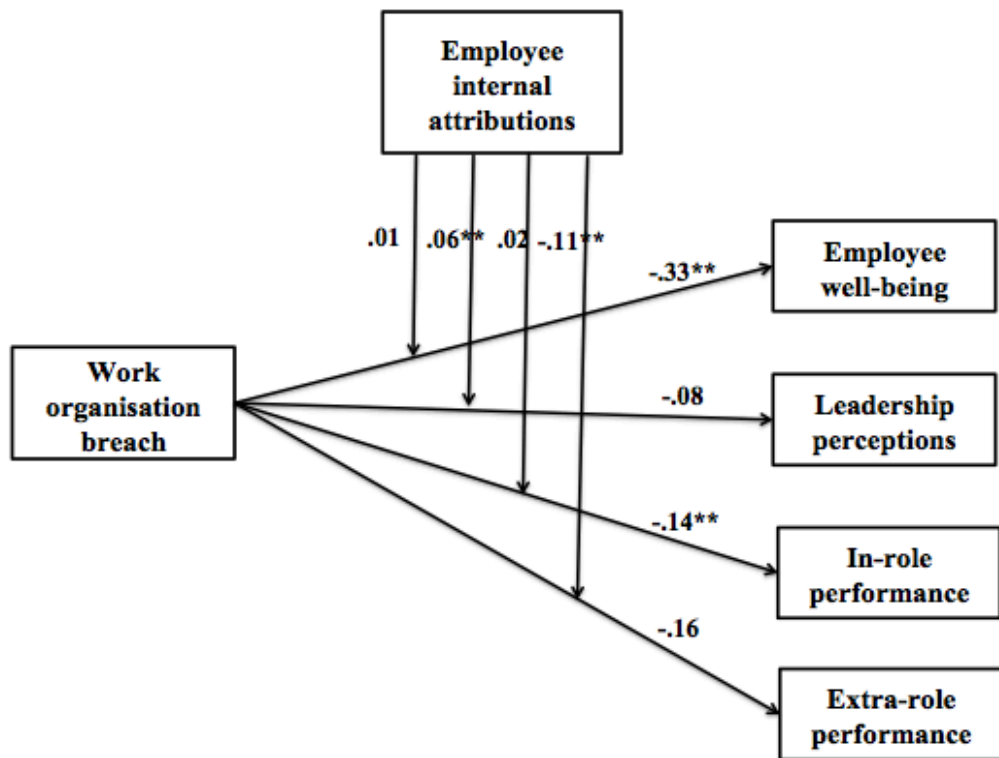 Employee
internal
attributions
.01
.06**
.02
-.11**
-.33**
Employee
well-being
Work
organisation
breach
-.08
Leadership
perceptions
-.14**
In-role
performance
-.16
Extra-role
performance